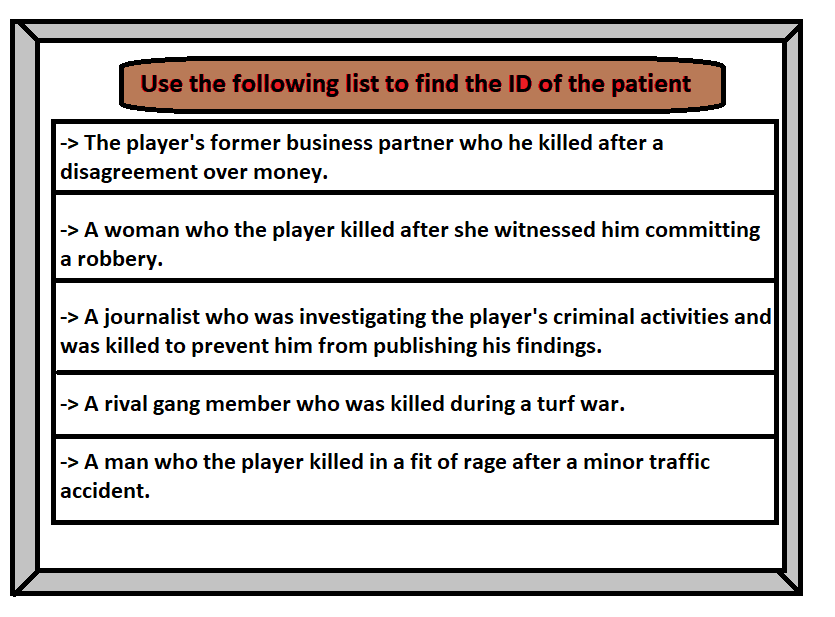 Use the following list to find the ID of the patient
-> The player's former business partner who he killed after a
disagreement over money.
-> A woman who the player killed after she witnessed him committing
a robbery.
-> A journalist who was investigating the player's criminal activities and
was killed to prevent him from publishing his findings.
-> A rival gang member who was killed during a turf war.
-> A man who the player killed in a fit of rage after a minor traffic
accident.